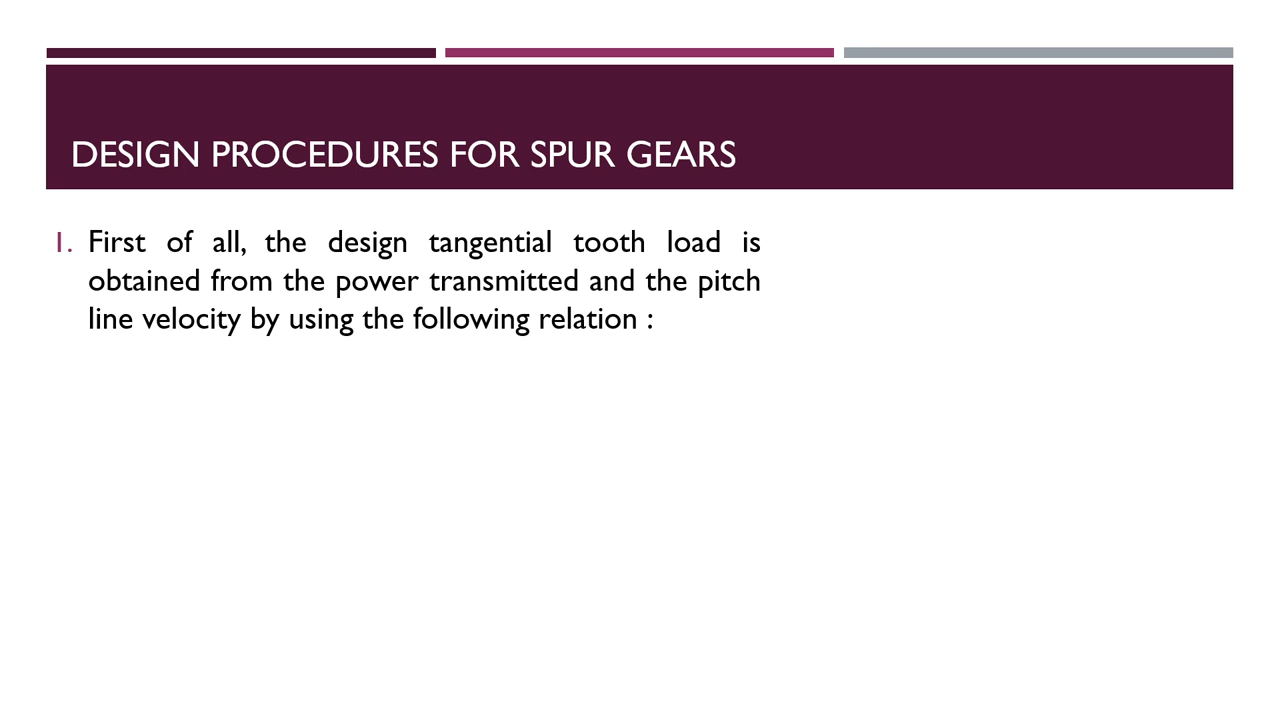 DESIGN PROCEDURES FOR SPUR GEARS
1. First of all, the design tangential tooth load is
obtained from the power transmitted and the pitch
line velocity by using the following relation :